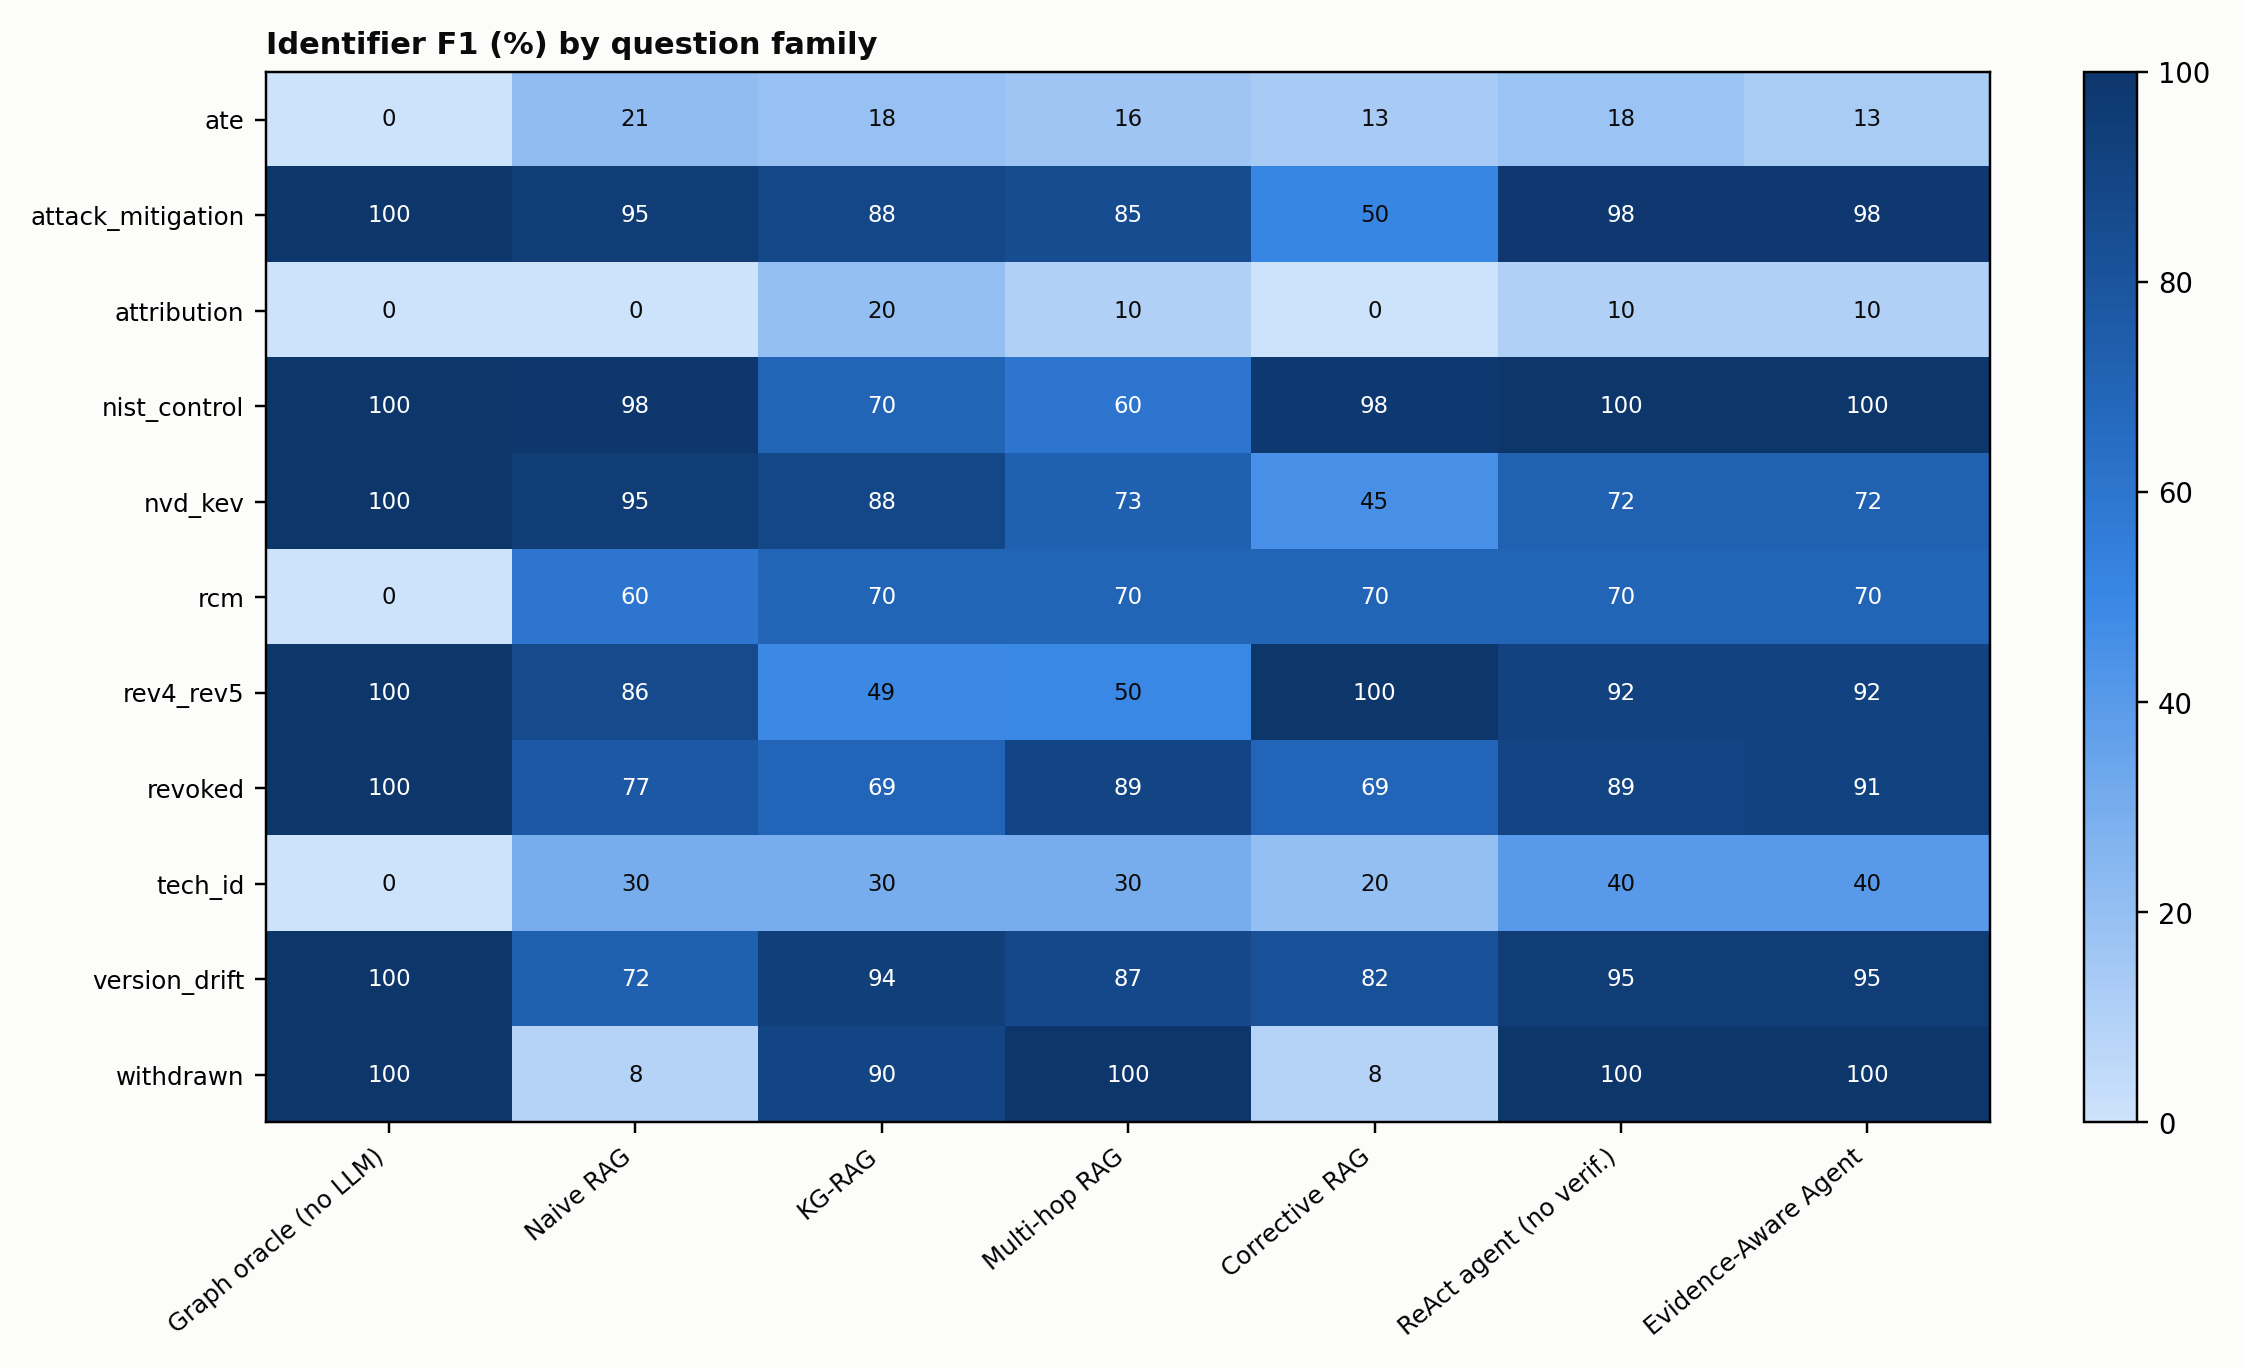 Identifier F1 (%) by question family
ate 0 21 18 16 13 18 13
attack_mitigation 100 95 88 85 50 98 98
attribution 0 0 20 10 0 10 10
nist_control 100 98 70 60 98 100 100
nvd_kev 100 95 88 73 45 72 72
rcm 0 60 70 70 70 70 70
rev4_rev5 100 86 49 50 100 92 92
revoked 100 77 69 89 69 89 91
tech_id 0 30 30 30 20 40 40
version_drift 100 72 94 87 82 95 95
withdrawn 100 8 90 100 8 100 100
Graph oracle (no LLM)
Naive RAG
KG-RAG
Multi-hop RAG
Corrective RAG
ReAct agent (no verif.)
Evidence-Aware Agent
100
80
60
40
20
0